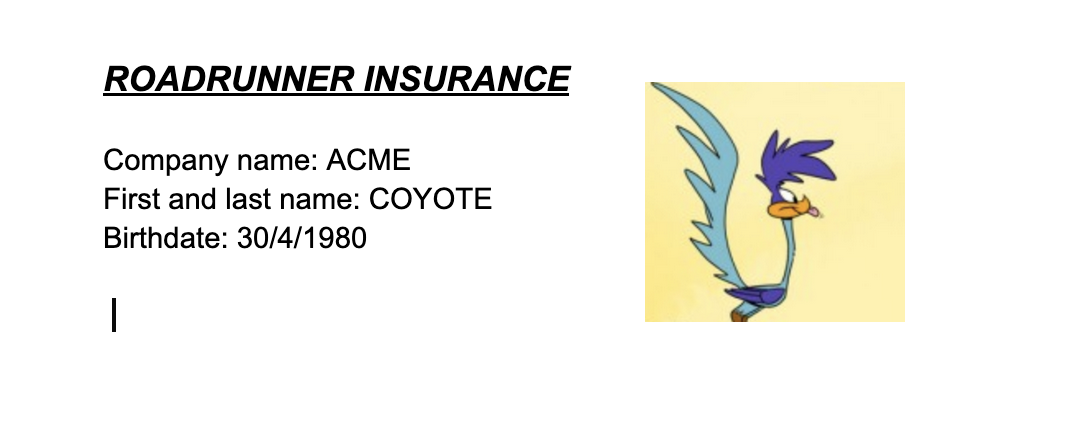 ROADRUNNER INSURANCE
Company name: ACME
First and last name: COYOTE
Birthdate: 30/4/1980